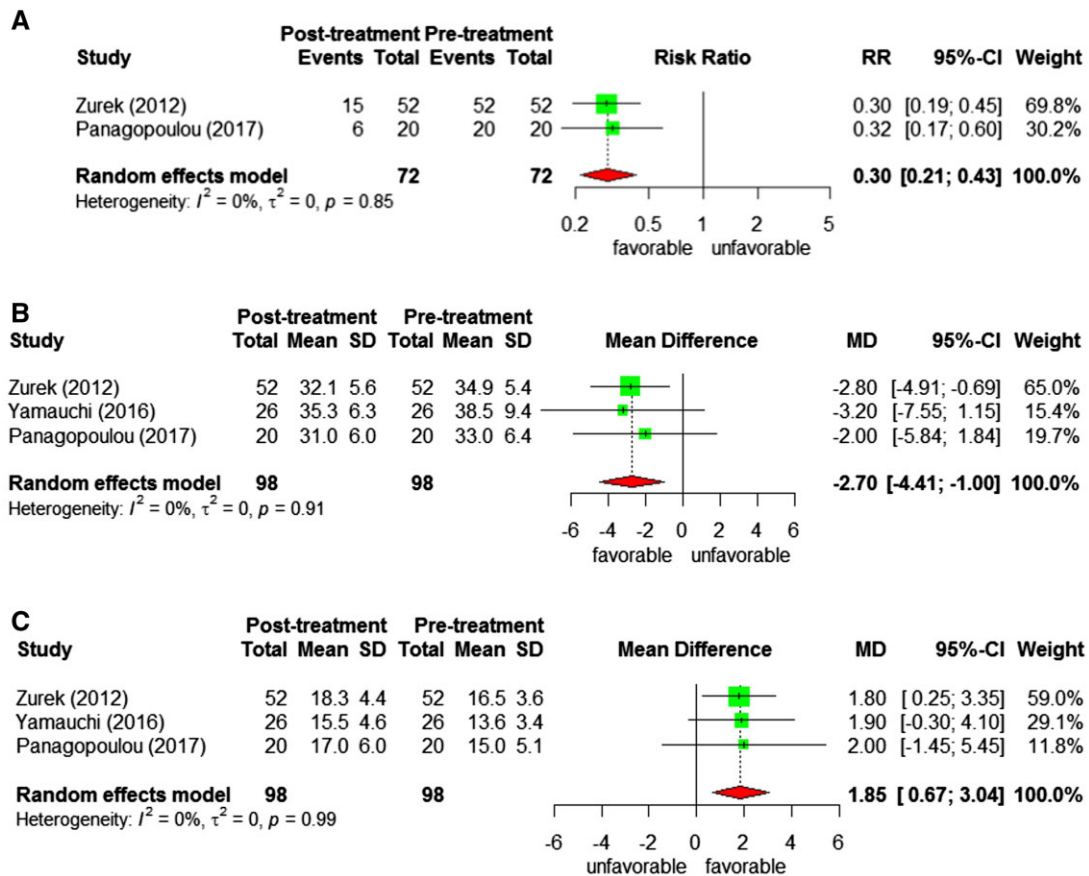 A
Post-treatment Pre-treatment
Study Events Total Events Total Risk Ratio RR 95%-CI Weight
Zurek (2012) 15 52 52 52 0.30 [0.19; 0.45] 69.8%
Panagopoulou (2017) 6 20 20 20 0.32 [0.17; 0.60] 30.2%
Random effects model 72 72 0.30 [0.21; 0.43] 100.0%
Heterogeneity: I² = 0%, τ² = 0, p = 0.85
0.2 0.5 1 2 5
favorable unfavorable
B
Post-treatment Pre-treatment
Study Total Mean SD Total Mean SD Mean Difference MD 95%-CI Weight
Zurek (2012) 52 32.1 5.6 52 34.9 5.4 -2.80 [-4.91; -0.69] 65.0%
Yamauchi (2016) 26 35.3 6.3 26 38.5 9.4 -3.20 [-7.55; 1.15] 15.4%
Panagopoulou (2017) 20 31.0 6.0 20 33.0 6.4 -2.00 [-5.84; 1.84] 19.7%
Random effects model 98 98 -2.70 [-4.41; -1.00] 100.0%
Heterogeneity: I² = 0%, τ² = 0, p = 0.91
-6 -4 -2 0 2 4 6
favorable unfavorable
C
Post-treatment Pre-treatment
Study Total Mean SD Total Mean SD Mean Difference MD 95%-CI Weight
Zurek (2012) 52 18.3 4.4 52 16.5 3.6 1.80 [ 0.25; 3.35] 59.0%
Yamauchi (2016) 26 15.5 4.6 26 13.6 3.4 1.90 [-0.30; 4.10] 29.1%
Panagopoulou (2017) 20 17.0 6.0 20 15.0 5.1 2.00 [-1.45; 5.45] 11.8%
Random effects model 98 98 1.85 [ 0.67; 3.04] 100.0%
Heterogeneity: I² = 0%, τ² = 0, p = 0.99
-6 -4 -2 0 2 4 6
unfavorable favorable